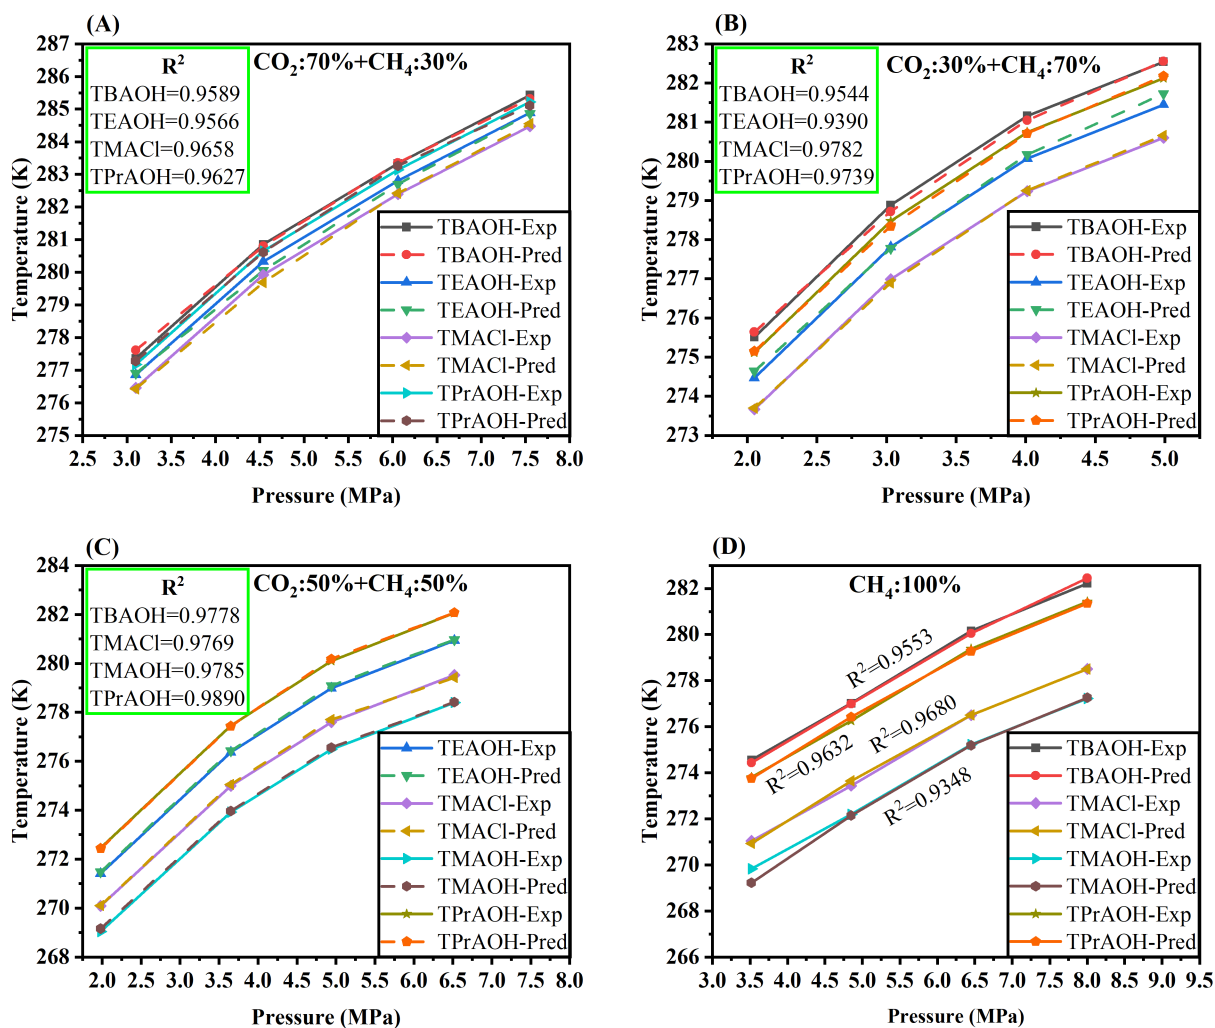 (A)
CO₂:70%+CH₄:30%
R²
TBAOH=0.9589
TEAOH=0.9566
TMACl=0.9658
TPrAOH=0.9627
TBAOH-Exp
TBAOH-Pred
TEAOH-Exp
TEAOH-Pred
TMACl-Exp
TMACl-Pred
TPrAOH-Exp
TPrAOH-Pred
Temperature (K)
287
286
285
284
283
282
281
280
279
278
277
276
275
2.5 3.0 3.5 4.0 4.5 5.0 5.5 6.0 6.5 7.0 7.5 8.0
Pressure (MPa)
(B)
CO₂:30%+CH₄:70%
R²
TBAOH=0.9544
TEAOH=0.9390
TMACl=0.9782
TPrAOH=0.9739
TBAOH-Exp
TBAOH-Pred
TEAOH-Exp
TEAOH-Pred
TMACl-Exp
TMACl-Pred
TPrAOH-Exp
TPrAOH-Pred
Temperature (K)
283
282
281
280
279
278
277
276
275
274
273
2.0 2.5 3.0 3.5 4.0 4.5 5.0
Pressure (MPa)
(C)
CO₂:50%+CH₄:50%
R²
TBAOH=0.9778
TMACl=0.9769
TMAOH=0.9785
TPrAOH=0.9890
TEAOH-Exp
TEAOH-Pred
TMACl-Exp
TMACl-Pred
TMAOH-Exp
TMAOH-Pred
TPrAOH-Exp
TPrAOH-Pred
Temperature (K)
284
282
280
278
276
274
272
270
268
2.0 2.5 3.0 3.5 4.0 4.5 5.0 5.5 6.0 6.5 7.0 7.5 8.0
Pressure (MPa)
(D)
CH₄:100%
R²=0.9553
R²=0.9680
R²=0.9632
R²=0.9348
TBAOH-Exp
TBAOH-Pred
TMACl-Exp
TMACl-Pred
TMAOH-Exp
TMAOH-Pred
TPrAOH-Exp
TPrAOH-Pred
Temperature (K)
282
280
278
276
274
272
270
268
266
3.0 3.5 4.0 4.5 5.0 5.5 6.0 6.5 7.0 7.5 8.0 8.5 9.0 9.5
Pressure (MPa)